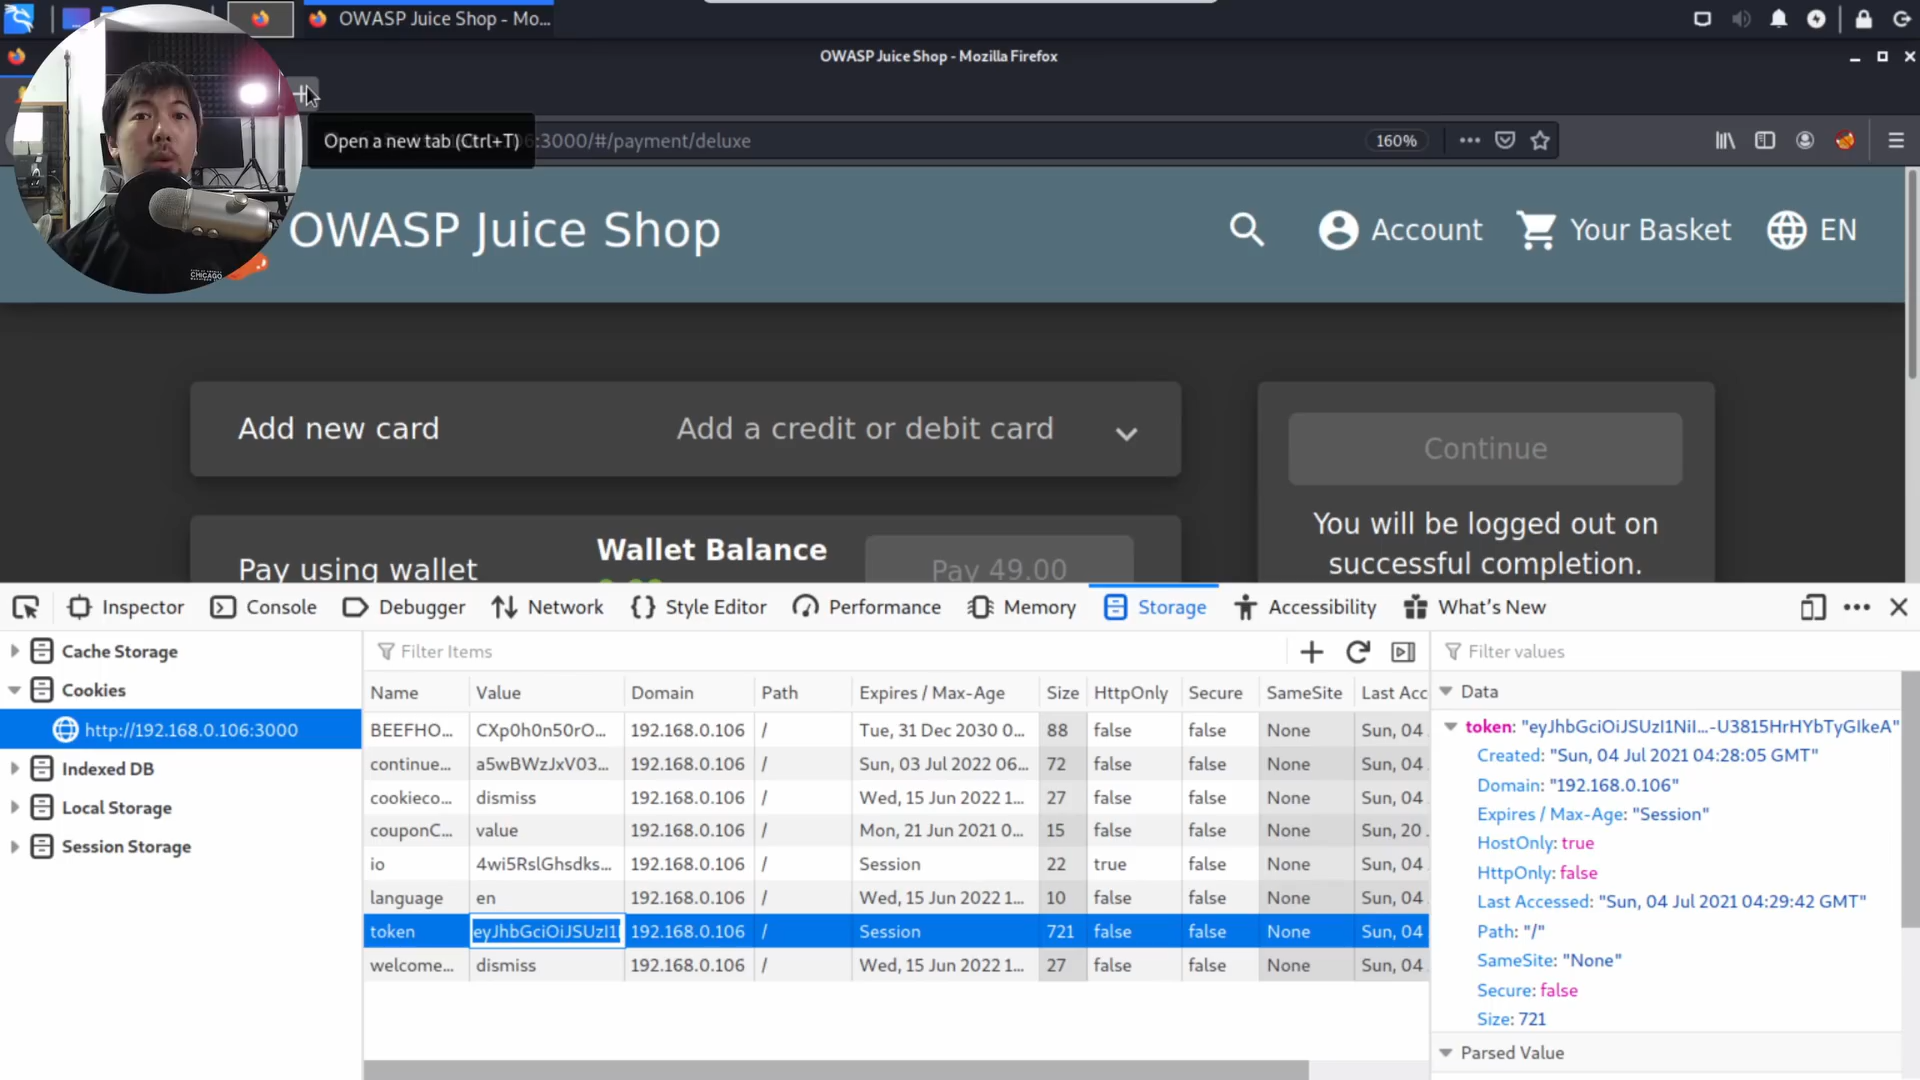 OWASP Juice Shop - Mo...
OWASP Juice Shop - Mozilla Firefox
Open a new tab (Ctrl+T)
6:3000/#/payment/deluxe
160%
OWASP Juice Shop
Account
Your Basket
EN
CHICAGO
Add new card
Add a credit or debit card
Continue
You will be logged out on
successful completion.
Pay using wallet
Wallet Balance
Pay 49.00
Inspector
Console
Debugger
Network
Style Editor
Performance
Memory
Storage
Accessibility
What's New
Cache Storage
Cookies
http://192.168.0.106:3000
Indexed DB
Local Storage
Session Storage
Filter Items
Name Value Domain Path Expires / Max-Age Size HttpOnly Secure SameSite Last Acc
BEEFHO... CXp0h0n50rO... 192.168.0.106 / Tue, 31 Dec 2030 0... 88 false false None Sun, 04
continue... a5wBWzJxV03... 192.168.0.106 / Sun, 03 Jul 2022 06... 72 false false None Sun, 04
cookieco... dismiss 192.168.0.106 / Wed, 15 Jun 2022 1... 27 false false None Sun, 04
couponC... value 192.168.0.106 / Mon, 21 Jun 2021 0... 15 false false None Sun, 20
io 4wi5RslGhsdks... 192.168.0.106 / Session 22 true false None Sun, 04
language en 192.168.0.106 / Wed, 15 Jun 2022 1... 10 false false None Sun, 04
token eyJhbGciOiJSUzI1 192.168.0.106 / Session 721 false false None Sun, 04
welcome... dismiss 192.168.0.106 / Wed, 15 Jun 2022 1... 27 false false None Sun, 04
Filter values
Data
token: "eyJhbGciOiJSUzI1NiI...-U3815HrHYbTyGIkeA"
Created: "Sun, 04 Jul 2021 04:28:05 GMT"
Domain: "192.168.0.106"
Expires / Max-Age: "Session"
HostOnly: true
HttpOnly: false
Last Accessed: "Sun, 04 Jul 2021 04:29:42 GMT"
Path: "/"
SameSite: "None"
Secure: false
Size: 721
Parsed Value